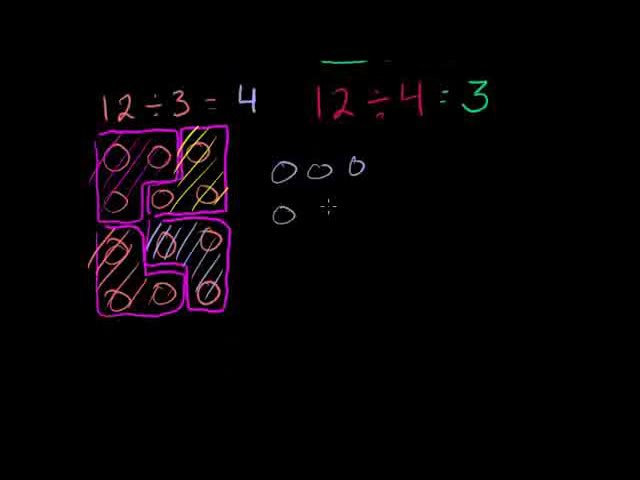 12 ÷ 3 = 4
12 ÷ 4 = 3